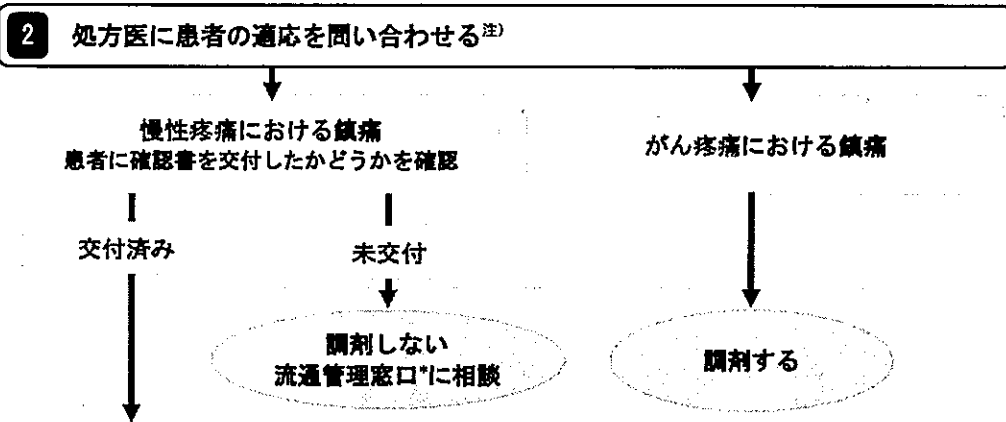 2 処方医に患者の適応を問い合わせる注)
慢性疼痛における鎮痛
患者に確認書を交付したかどうかを確認
がん疼痛における鎮痛
交付済み
未交付
調剤しない
流通管理窓口*に相談
調剤する